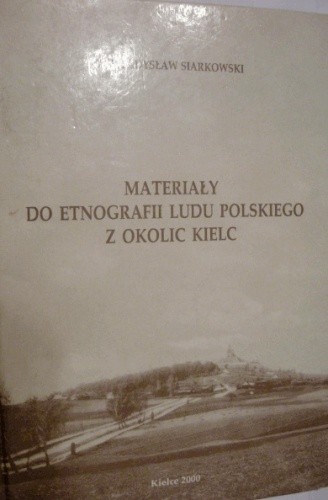 SIARKOWSKI
MATERIAŁY
DO ETNOGRAFII LUDU POLSKIEGO
Z OKOLIC KIELC
Kielce 2000